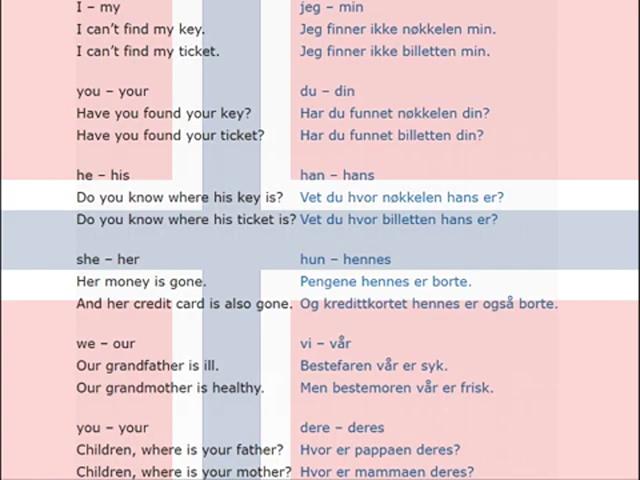 I – my jeg – min
I can't find my key. Jeg finner ikke nøkkelen min.
I can't find my ticket. Jeg finner ikke billetten min.
you – your du – din
Have you found your key? Har du funnet nøkkelen din?
Have you found your ticket? Har du funnet billetten din?
he – his han – hans
Do you know where his key is? Vet du hvor nøkkelen hans er?
Do you know where his ticket is? Vet du hvor billetten hans er?
she – her hun – hennes
Her money is gone. Pengene hennes er borte.
And her credit card is also gone. Og kredittkortet hennes er også borte.
we – our vi – vår
Our grandfather is ill. Bestefaren vår er syk.
Our grandmother is healthy. Men bestemoren vår er frisk.
you – your dere – deres
Children, where is your father? Hvor er pappaen deres?
Children, where is your mother? Hvor er mammaen deres?